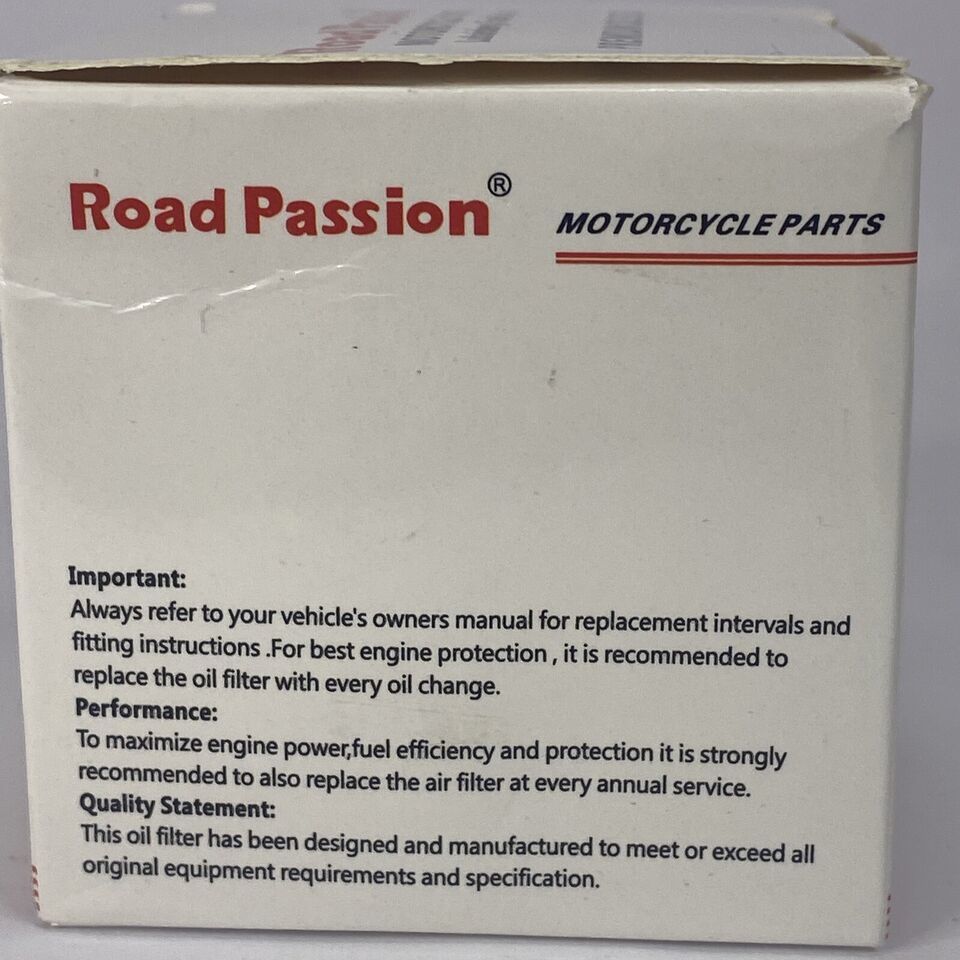 Road Passion®
MOTORCYCLE PARTS
Important:
Always refer to your vehicle's owners manual for replacement intervals and
fitting instructions .For best engine protection , it is recommended to
replace the oil filter with every oil change.
Performance:
To maximize engine power,fuel efficiency and protection it is strongly
recommended to also replace the air filter at every annual service.
Quality Statement:
This oil filter has been designed and manufactured to meet or exceed all
original equipment requirements and specification.